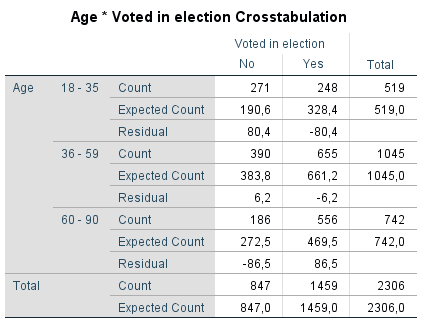 Age * Voted in election Crosstabulation
Voted in election
No Yes Total
Age 18 - 35 Count 271 248 519
Expected Count 190,6 328,4 519,0
Residual 80,4 -80,4
36 - 59 Count 390 655 1045
Expected Count 383,8 661,2 1045,0
Residual 6,2 -6,2
60 - 90 Count 186 556 742
Expected Count 272,5 469,5 742,0
Residual -86,5 86,5
Total Count 847 1459 2306
Expected Count 847,0 1459,0 2306,0